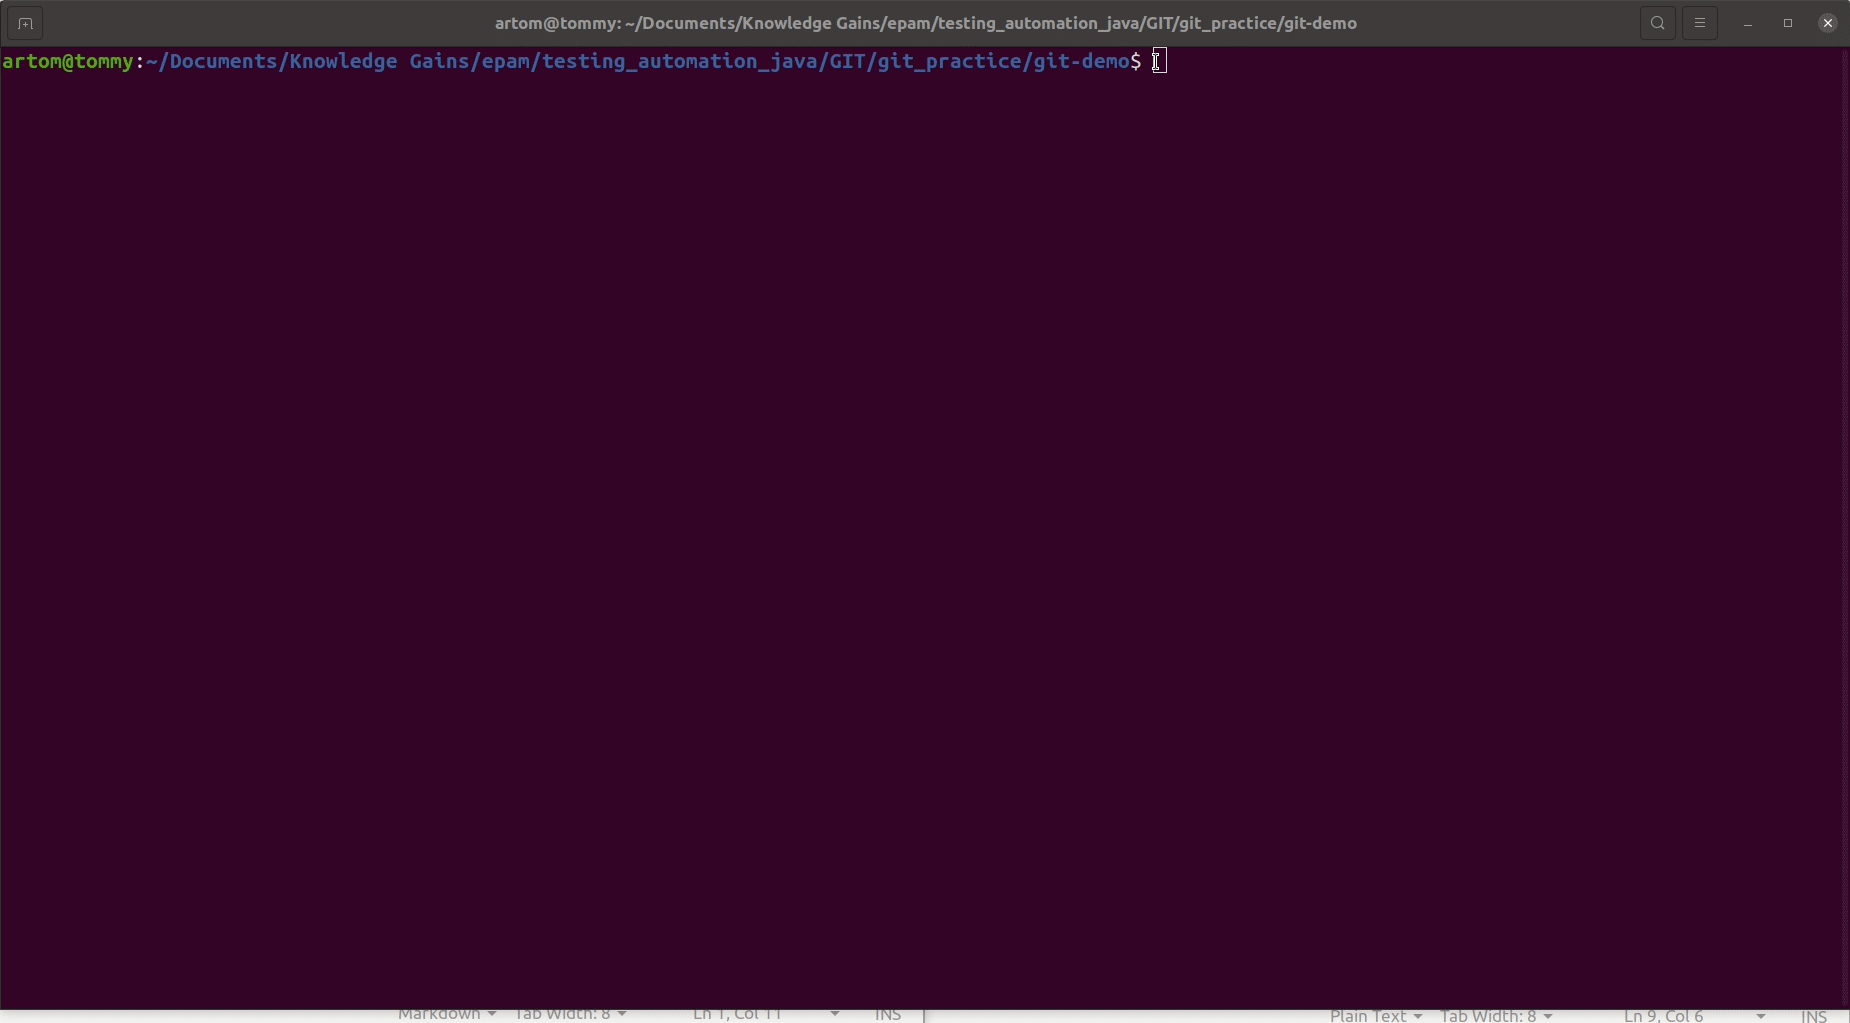 artom@tommy: ~/Documents/Knowledge Gains/epam/testing_automation_java/GIT/git_practice/git-demo
artom@tommy:~/Documents/Knowledge Gains/epam/testing_automation_java/GIT/git_practice/git-demo$
Markdown Tab Width: 8 Ln 1, Col 11 INS
Plain Text Tab Width: 8 Ln 9, Col 6 INS